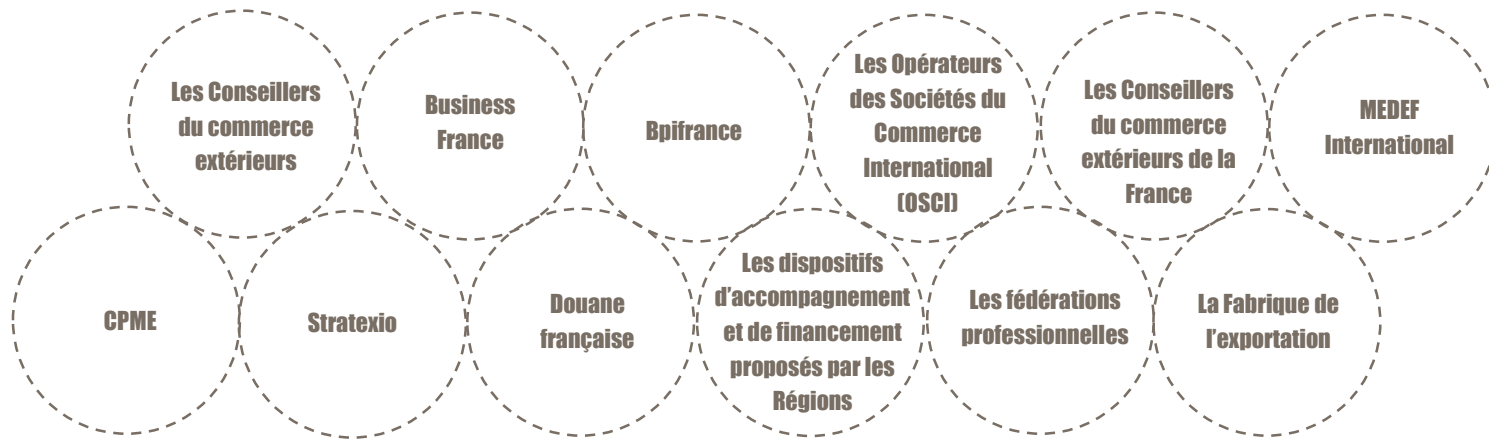 Les Conseillers
du commerce
extérieurs
Business
France
Bpifrance
Les Opérateurs
des Sociétés du
Commerce
International
(OSCI)
Les Conseillers
du commerce
extérieurs de la
France
MEDEF
International
CPME
Stratexio
Douane
française
Les dispositifs
d'accompagnement
et de financement
proposés par les
Régions
Les fédérations
professionnelles
La Fabrique de
l'exportation